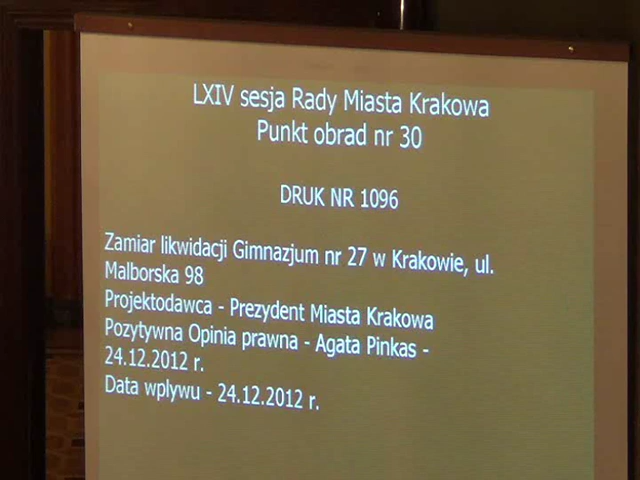 LXIV sesja Rady Miasta Krakowa
Punkt obrad nr 30
DRUK NR 1096
Zamiar likwidacji Gimnazjum nr 27 w Krakowie, ul.
Malborska 98
Projektodawca - Prezydent Miasta Krakowa
Pozytywna Opinia prawna - Agata Pinkas -
24.12.2012 r.
Data wplywu - 24.12.2012 r.